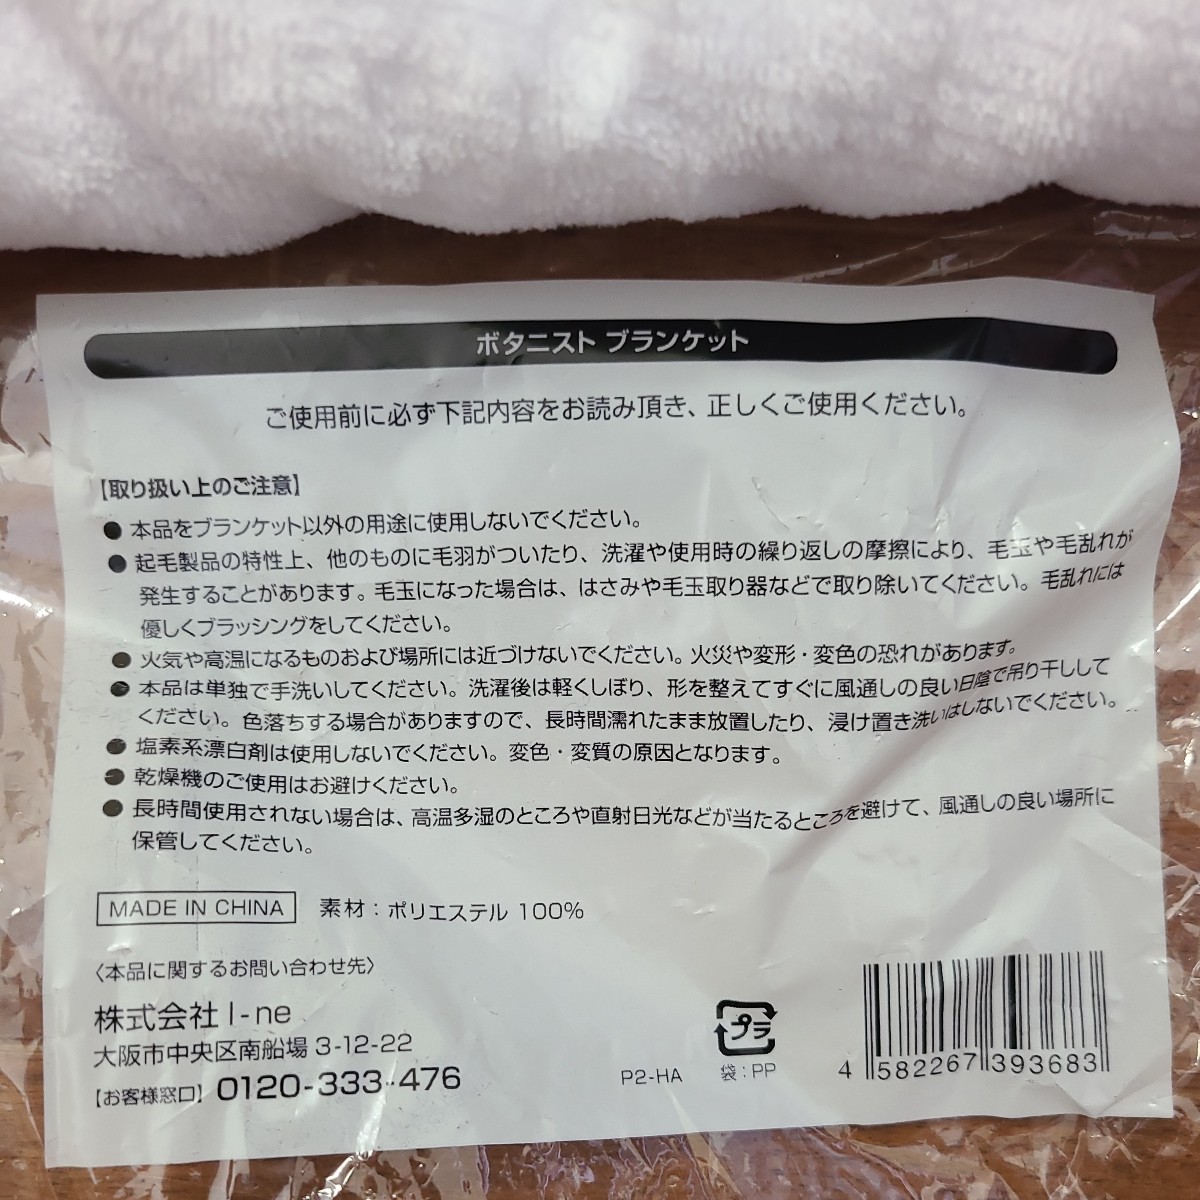 ボタニスト ブランケット
ご使用前に必ず下記内容をお読み頂き、正しくご使用ください。
【取り扱い上のご注意】
● 本品をブランケット以外の用途に使用しないでください。
● 起毛製品の特性上、他のものに毛羽がついたり、洗濯や使用時の繰り返しの摩擦により、毛玉や毛乱れが
発生することがあります。毛玉になった場合は、はさみや毛玉取り器などで取り除いてください。毛乱れには
優しくブラッシングをしてください。
● 火気や高温になるものおよび場所には近づけないでください。火災や変形・変色の恐れがあります。
● 本品は単独で手洗いしてください。洗濯後は軽くしぼり、形を整えてすぐに風通しの良い日陰で吊り干しして
ください。色落ちする場合がありますので、長時間濡れたまま放置したり、浸け置き洗いはしないでください。
● 塩素系漂白剤は使用しないでください。変色・変質の原因となります。
● 乾燥機のご使用はお避けください。
● 長時間使用されない場合は、高温多湿のところや直射日光などが当たるところを避けて、風通しの良い場所に
保管してください。
MADE IN CHINA 素材：ポリエステル 100%
〈本品に関するお問い合わせ先〉
株式会社 I-ne
大阪市中央区南船場 3-12-22
【お客様窓口】 0120-333-476
P2-HA
プラ
袋：PP
4 582267 393683